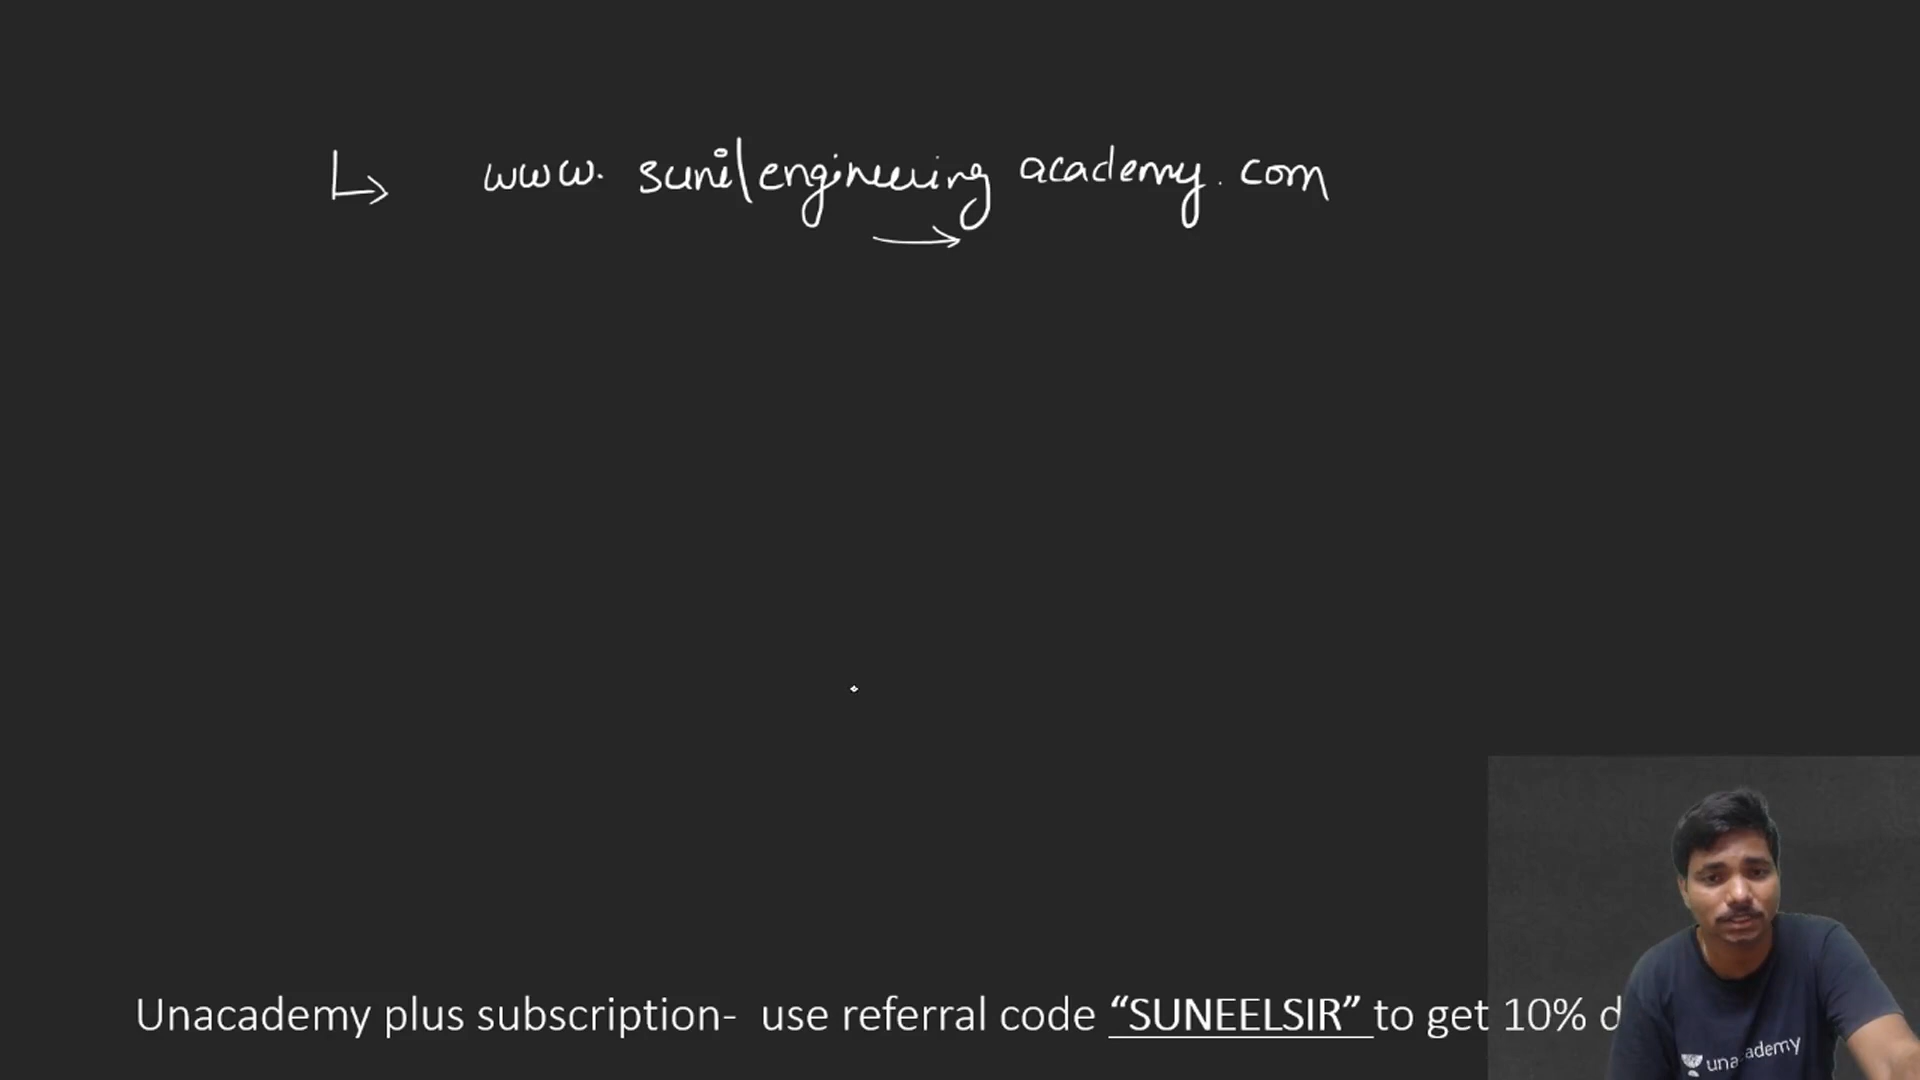 www. sunilengineering academy.com
Unacademy plus subscription- use referral code “SUNEELSIR” to get 10% d
unacademy